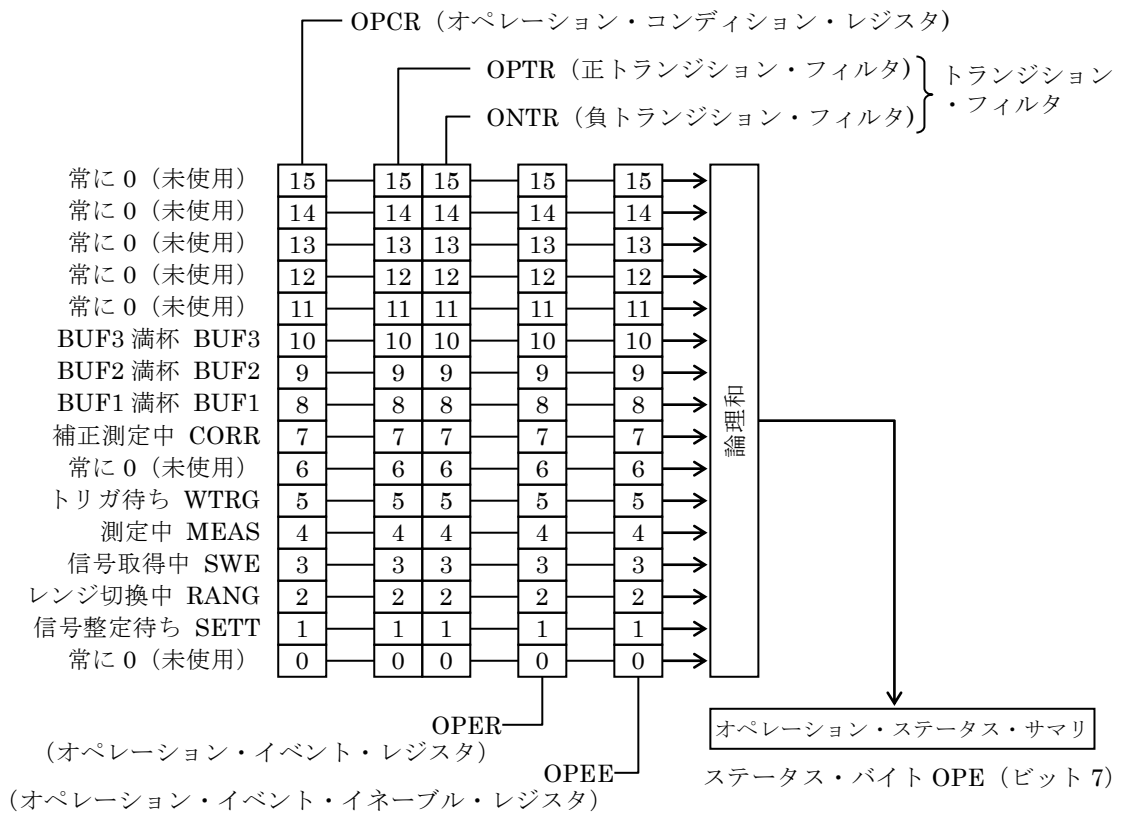 OPCR（オペレーション・コンディション・レジスタ）
OPTR（正トランジション・フィルタ）
ONTR（負トランジション・フィルタ）
トランジション
・フィルタ
常に 0（未使用） 15 15 15 15 15
常に 0（未使用） 14 14 14 14 14
常に 0（未使用） 13 13 13 13 13
常に 0（未使用） 12 12 12 12 12
常に 0（未使用） 11 11 11 11 11
BUF3 満杯 BUF3 10 10 10 10 10
BUF2 満杯 BUF2 9 9 9 9 9
BUF1 満杯 BUF1 8 8 8 8 8
補正測定中 CORR 7 7 7 7 7
常に 0（未使用） 6 6 6 6 6
トリガ待ち WTRG 5 5 5 5 5
測定中 MEAS 4 4 4 4 4
信号取得中 SWE 3 3 3 3 3
レンジ切換中 RANG 2 2 2 2 2
信号整定待ち SETT 1 1 1 1 1
常に 0（未使用） 0 0 0 0 0
論理和
OPER
（オペレーション・イベント・レジスタ）
OPEE
（オペレーション・イベント・イネーブル・レジスタ）
オペレーション・ステータス・サマリ
ステータス・バイト OPE（ビット 7）